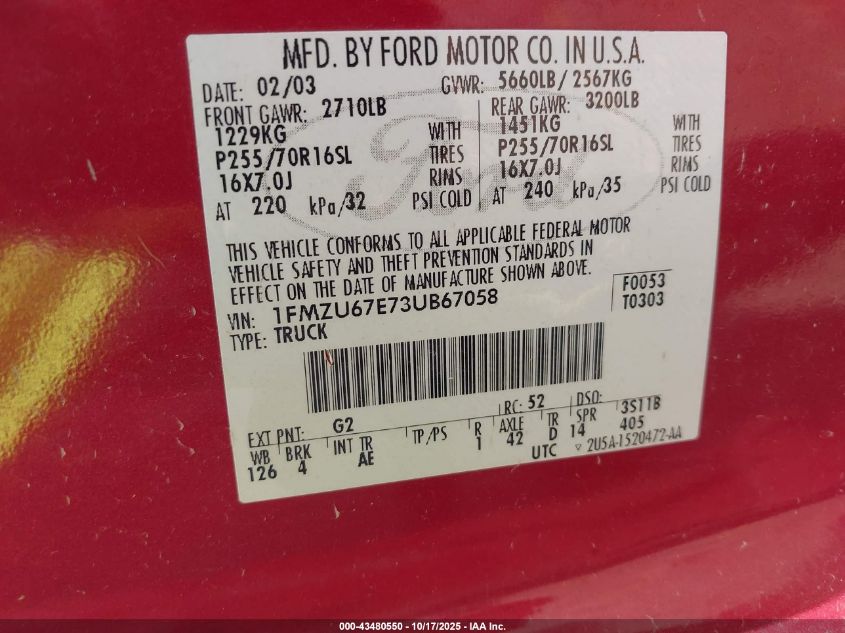 MFD. BY FORD MOTOR CO. IN U.S.A.
DATE: 02/03 GVWR: 5660LB/ 2567KG
FRONT GAWR: 2710LB REAR GAWR: 3200LB
1229KG WITH 1451KG WITH
P255/70R16SL TIRES P255/70R16SL TIRES
16X7.0J RIMS 16X7.0J RIMS
AT 220 kPa/32 PSI COLD AT 240 kPa/35 PSI COLD
Ford
THIS VEHICLE CONFORMS TO ALL APPLICABLE FEDERAL MOTOR
VEHICLE SAFETY AND THEFT PREVENTION STANDARDS IN
EFFECT ON THE DATE OF MANUFACTURE SHOWN ABOVE.
VIN: 1FMZU67E73UB67058 F0053
TYPE: TRUCK T0303
EXT PNT: G2 RC: 52 DSO: 3S11B
WB BRK INT TR TP/PS R AXLE TR SPR 405
126 4 AE 1 42 D 14
UTC ▽ 2U5A-1520472-AA
000-43480550 - 10/17/2025 - IAA Inc.